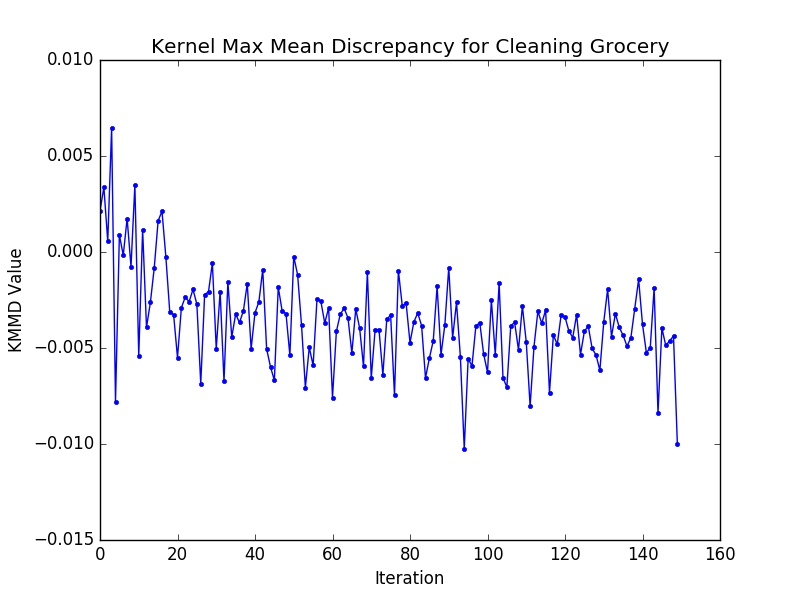 Kernel Max Mean Discrepancy for Cleaning Grocery
0.010
0.005
0.000
−0.005
−0.010
−0.015
KMMD Value
0 20 40 60 80 100 120 140 160
Iteration